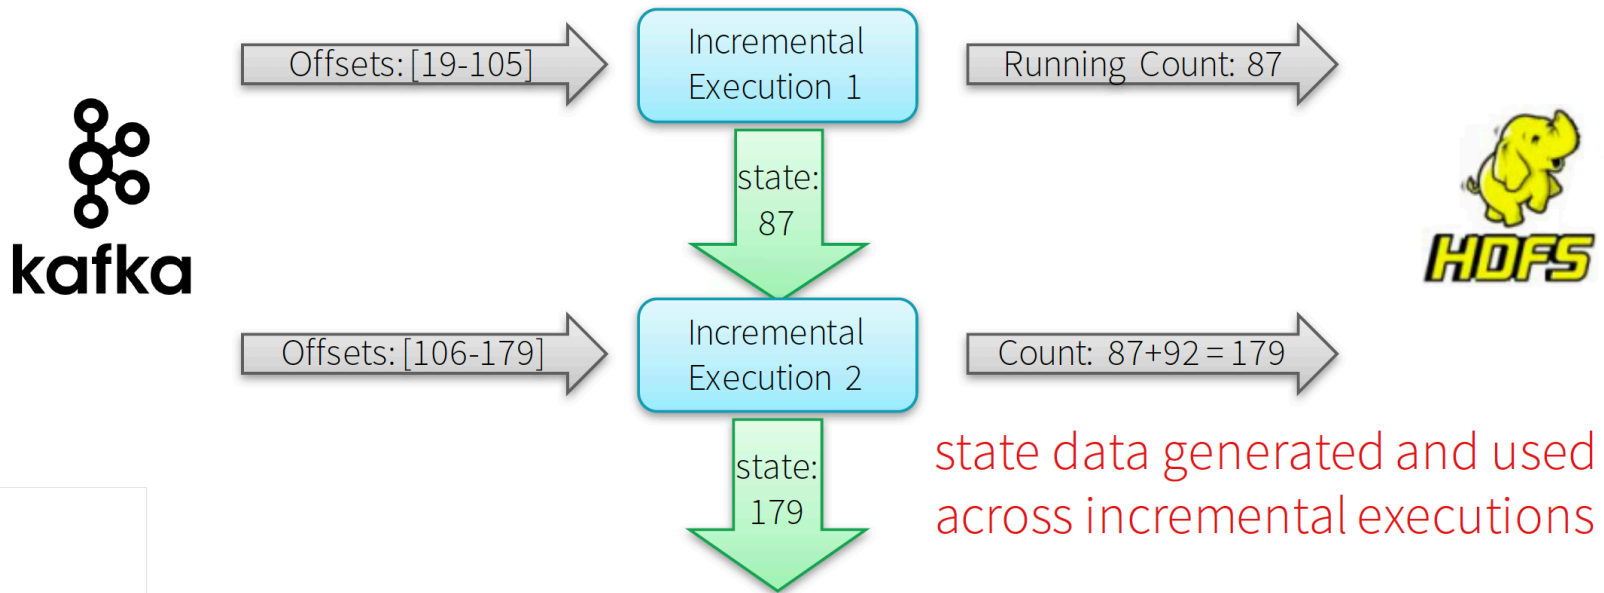 Offsets: [19-105]
Incremental
Execution 1
Running Count: 87
state:
87
kafka
HDFS
Offsets: [106-179]
Incremental
Execution 2
Count: 87+92 = 179
state:
179
state data generated and used
across incremental executions